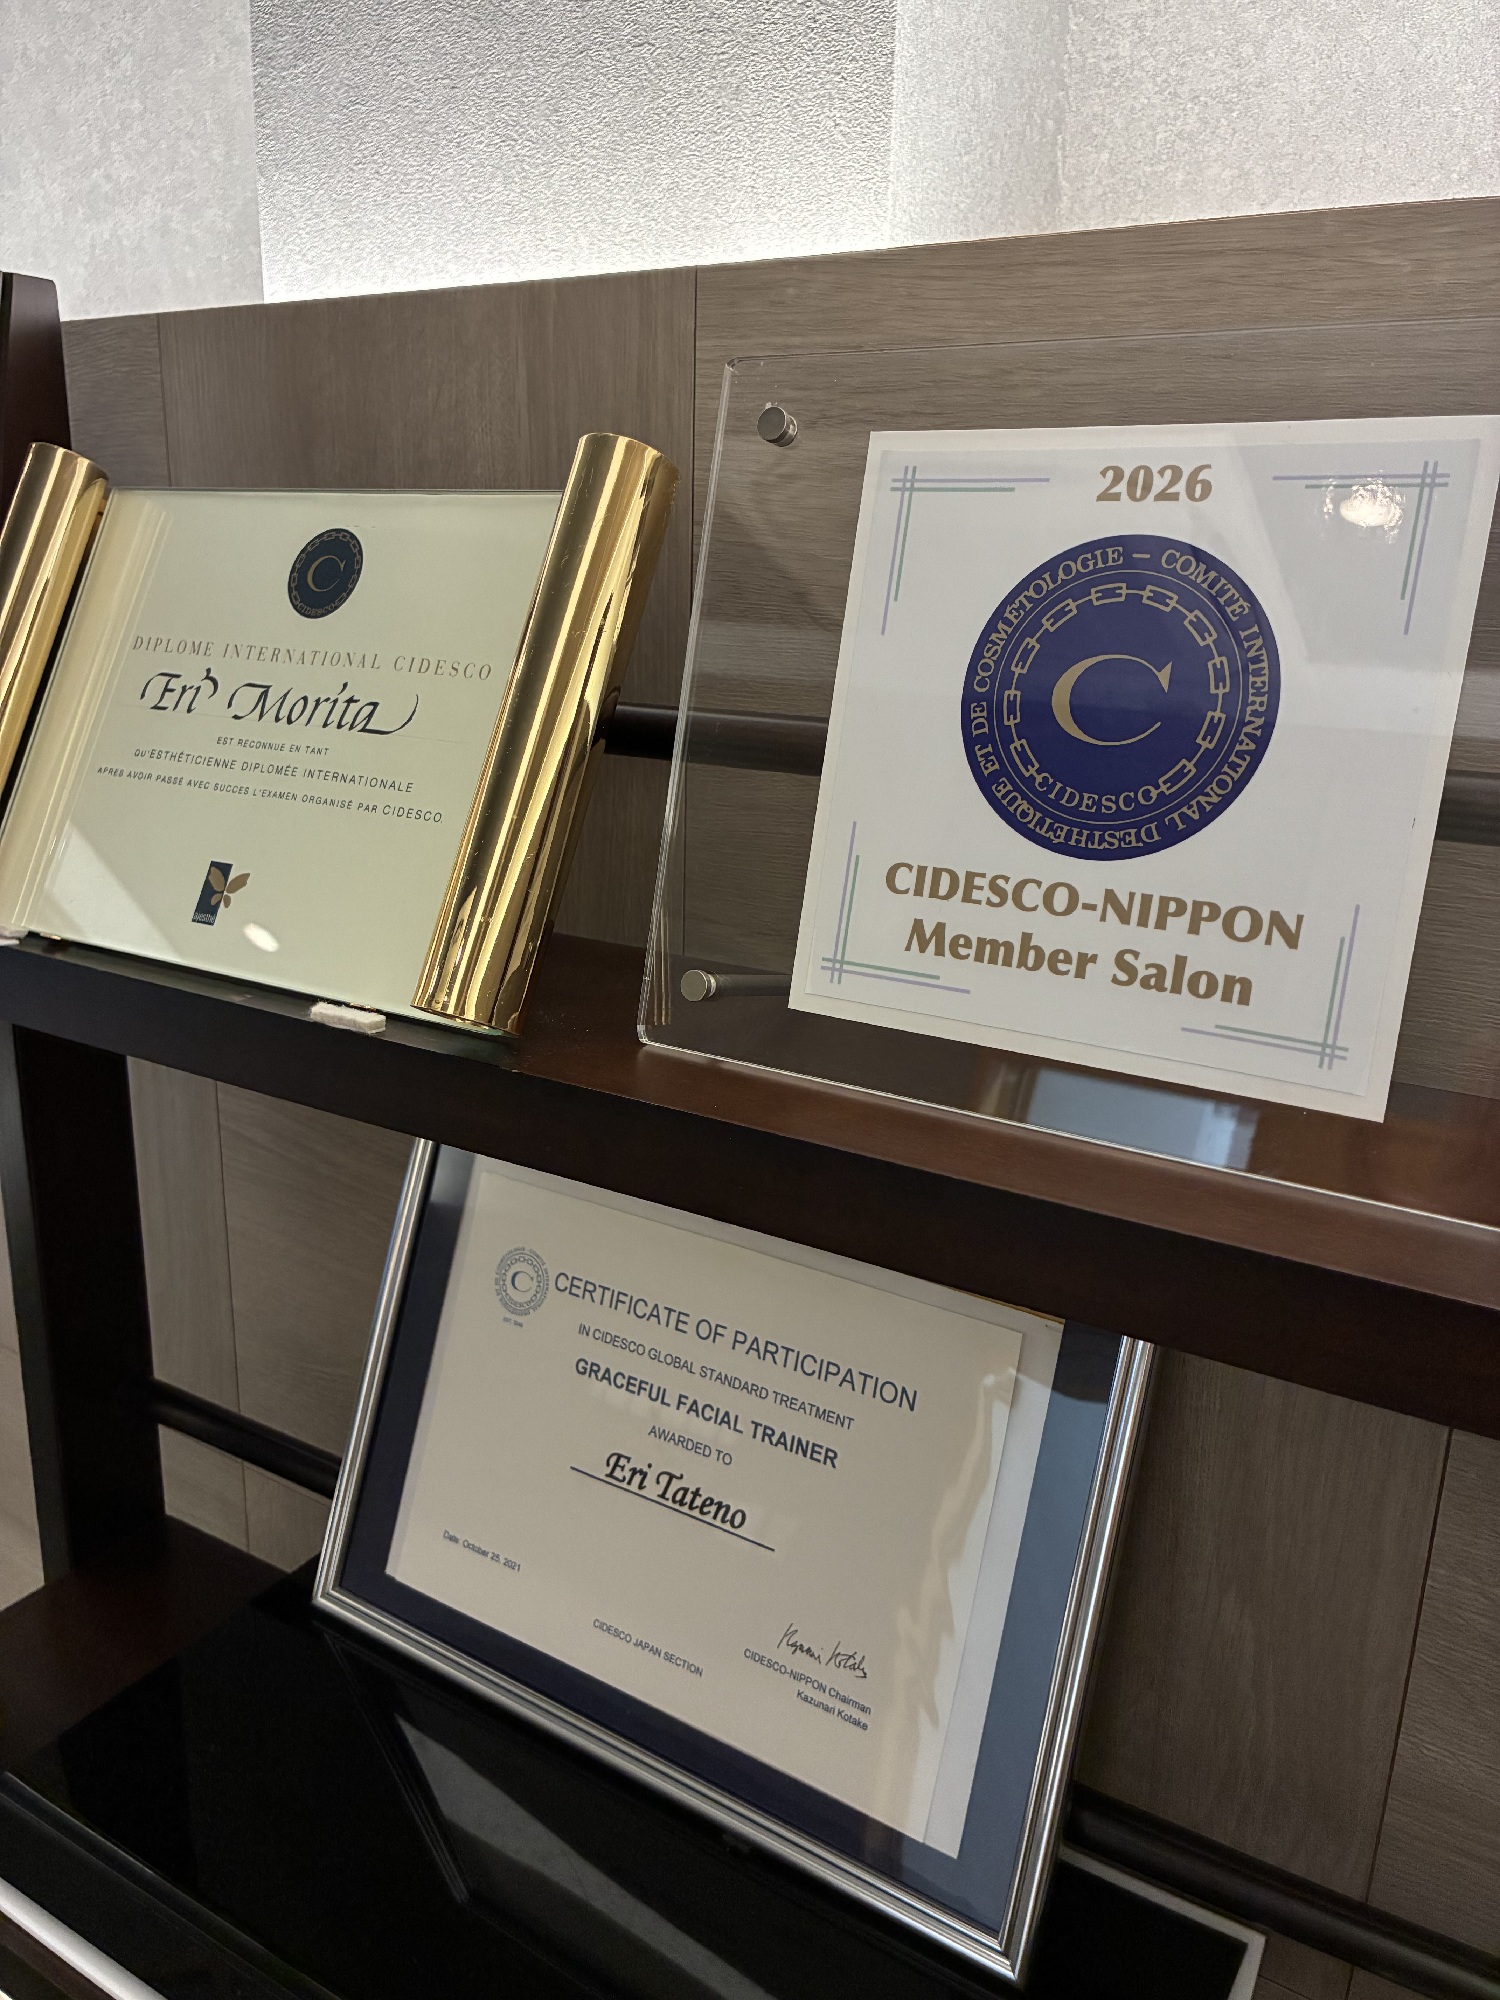 C
CIDESCO
DIPLOME INTERNATIONAL CIDESCO
Eri Morita
EST RECONNUE EN TANT
QU'ESTHÉTICIENNE DIPLOMÉE INTERNATIONALE
APRES AVOIR PASSÉ AVEC SUCCES L'EXAMEN ORGANISÉ PAR CIDESCO
2026
COMITÉ INTERNATIONAL D'ESTHÉTIQUE ET DE COSMÉTOLOGIE –
C
CIDESCO
CIDESCO-NIPPON
Member Salon
C
CIDESCO
CERTIFICATE OF PARTICIPATION
IN CIDESCO GLOBAL STANDARD TREATMENT
GRACEFUL FACIAL TRAINER
AWARDED TO
Eri Tateno
Date: October 25, 2021
CIDESCO JAPAN SECTION
CIDESCO-NIPPON Chairman
Kazunari Kotake